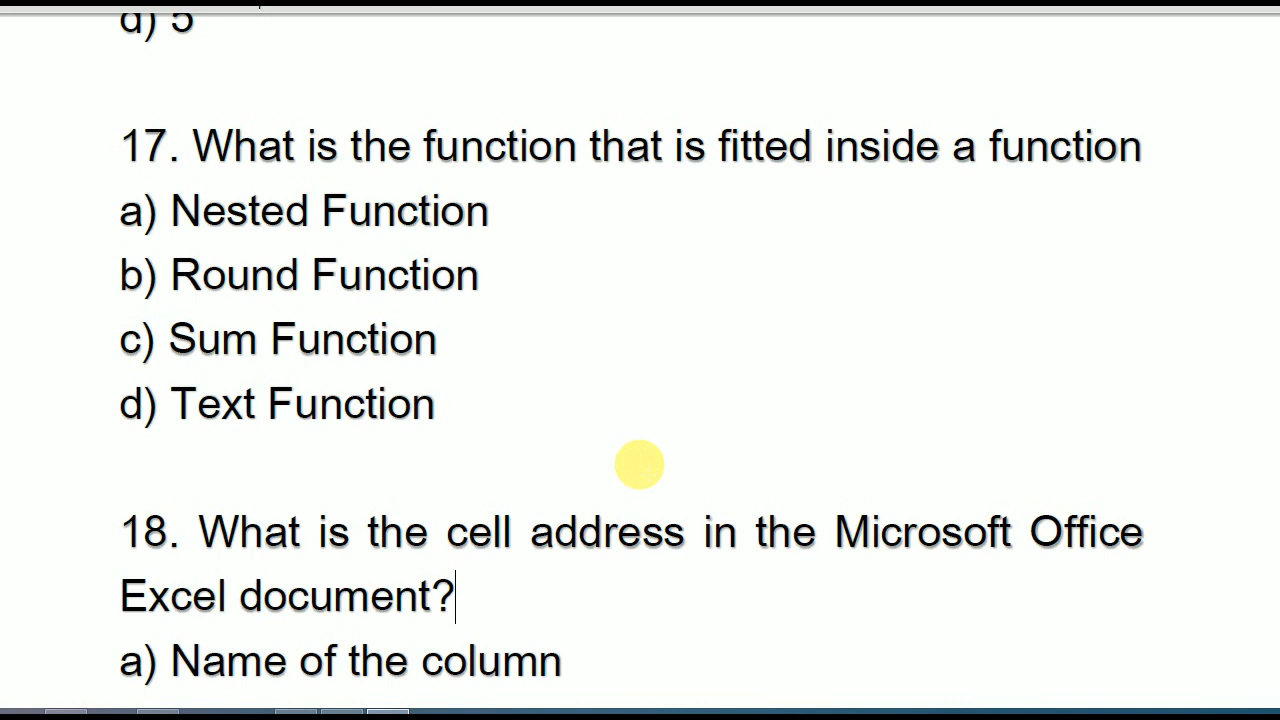 d) 5
17. What is the function that is fitted inside a function
a) Nested Function
b) Round Function
c) Sum Function
d) Text Function
18. What is the cell address in the Microsoft Office
Excel document?
a) Name of the column